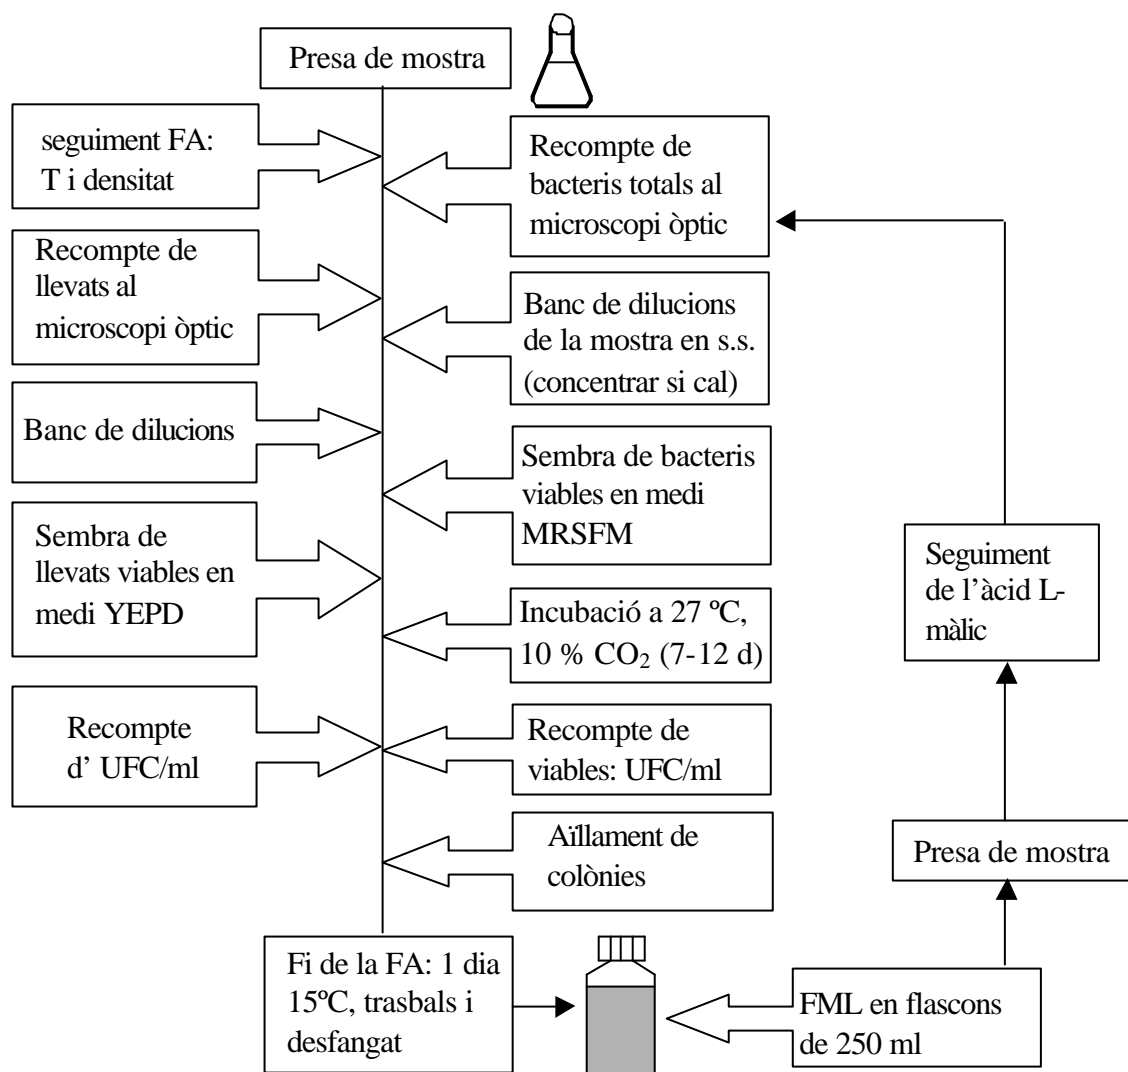 Presa de mostra
seguiment FA:
T i densitat
Recompte de
bacteris totals al
microscopi òptic
Recompte de
llevats al
microscopi òptic
Banc de dilucions
de la mostra en s.s.
(concentrar si cal)
Banc de dilucions
Sembra de bacteris
viables en medi
MRSFM
Sembra de
llevats viables en
medi YEPD
Incubació a 27 ºC,
10 % CO₂ (7-12 d)
Recompte
d’ UFC/ml
Recompte de
viables: UFC/ml
Aïllament de
colònies
Fi de la FA: 1 dia
15ºC, trasbals i
desfangat
FML en flascons
de 250 ml
Presa de mostra
Seguiment
de l’àcid L-
màlic